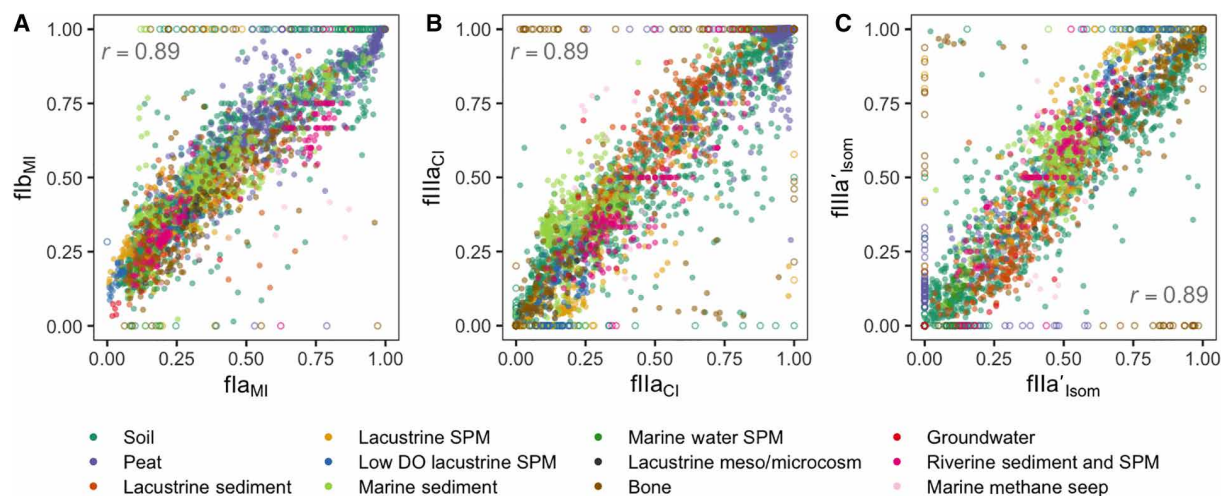 A
1.00
0.75
0.50
0.25
0.00
fIb_MI
r = 0.89
0.00 0.25 0.50 0.75 1.00
fIa_MI
B
1.00
0.75
0.50
0.25
0.00
fIIIa_CI
r = 0.89
0.00 0.25 0.50 0.75 1.00
fIIa_CI
C
1.00
0.75
0.50
0.25
0.00
fIIIa′_Isom
r = 0.89
0.00 0.25 0.50 0.75 1.00
fIIa′_Isom
Soil
Peat
Lacustrine sediment
Lacustrine SPM
Low DO lacustrine SPM
Marine sediment
Marine water SPM
Lacustrine meso/microcosm
Bone
Groundwater
Riverine sediment and SPM
Marine methane seep